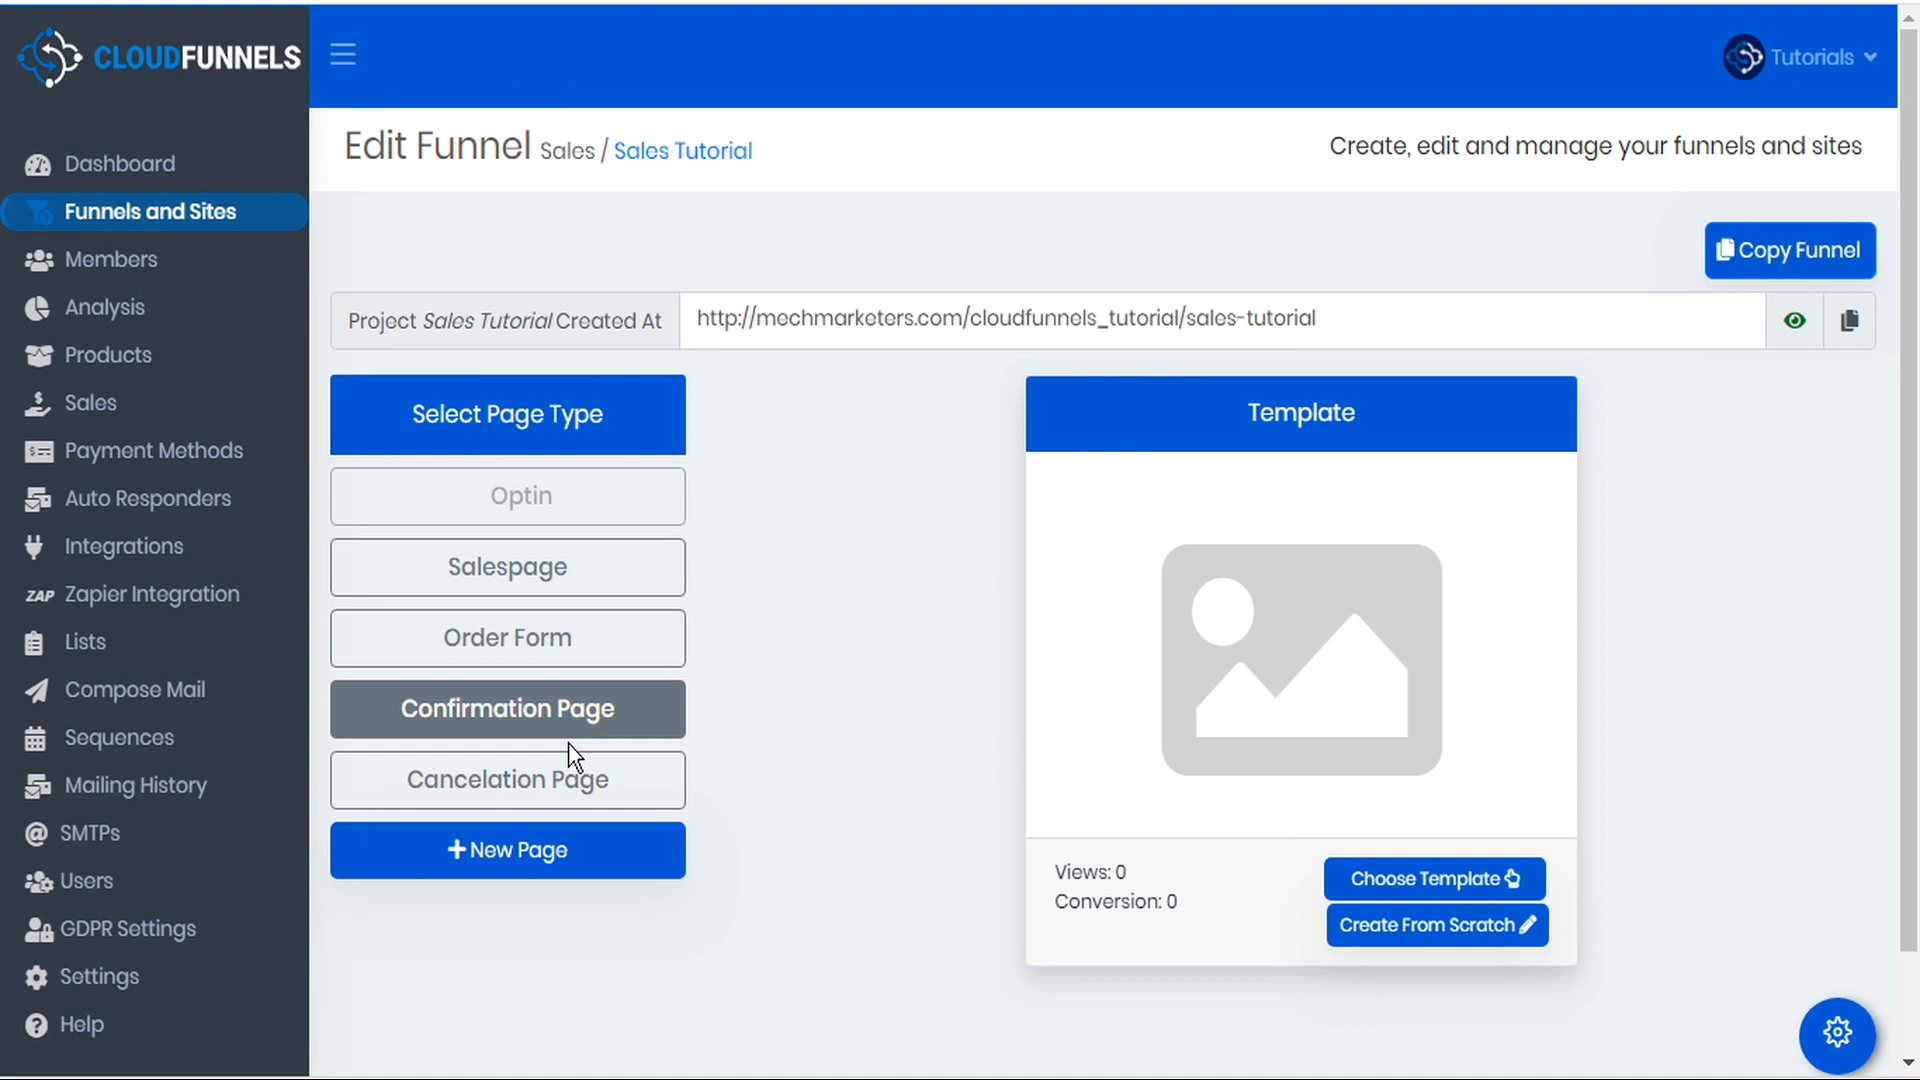 CLOUDFUNNELS
Tutorials
Dashboard
Funnels and Sites
Members
Analysis
Products
Sales
Payment Methods
Auto Responders
Integrations
ZAP Zapier Integration
Lists
Compose Mail
Sequences
Mailing History
SMTPs
Users
GDPR Settings
Settings
Help
Edit Funnel Sales / Sales Tutorial
Create, edit and manage your funnels and sites
Copy Funnel
Project Sales Tutorial Created At
http://mechmarketers.com/cloudfunnels_tutorial/sales-tutorial
Select Page Type
Optin
Salespage
Order Form
Confirmation Page
Cancelation Page
+ New Page
Template
Views: 0
Conversion: 0
Choose Template
Create From Scratch